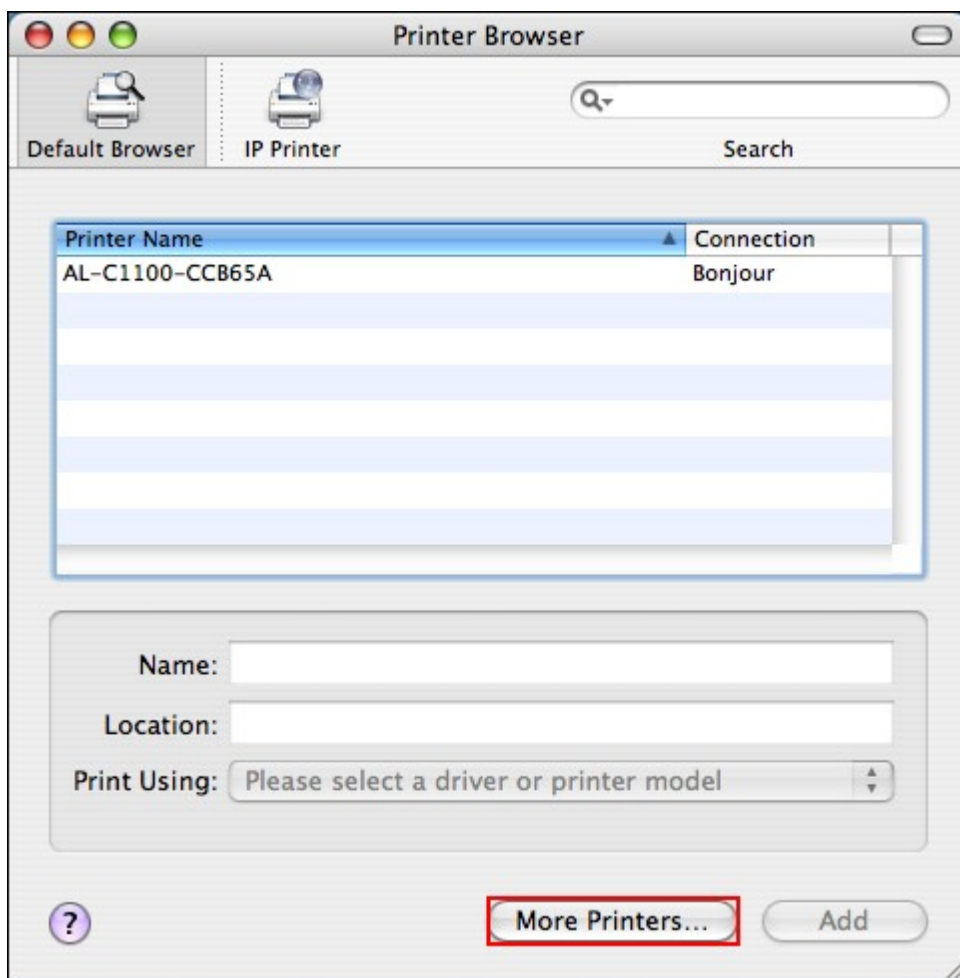 Printer Browser
Default Browser
IP Printer
Search
Printer Name Connection
AL-C1100-CCB65A Bonjour
Name:
Location:
Print Using: Please select a driver or printer model
? More Printers... Add